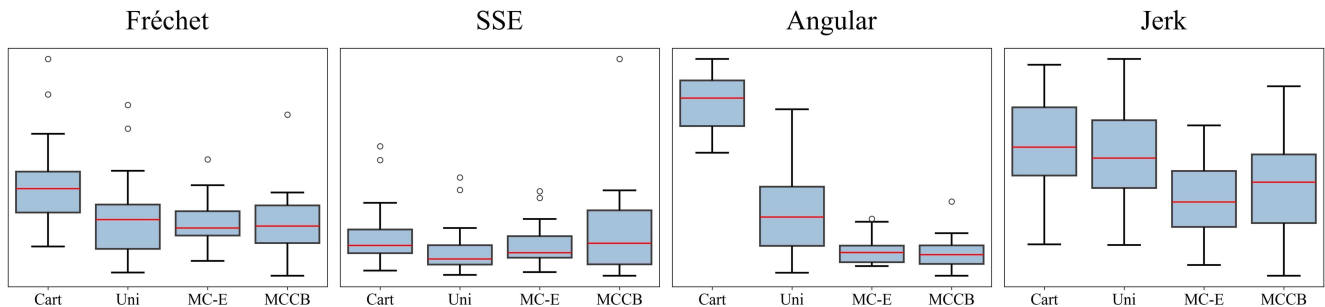 Fréchet SSE Angular Jerk
Cart Uni MC-E MCCB Cart Uni MC-E MCCB Cart Uni MC-E MCCB Cart Uni MC-E MCCB